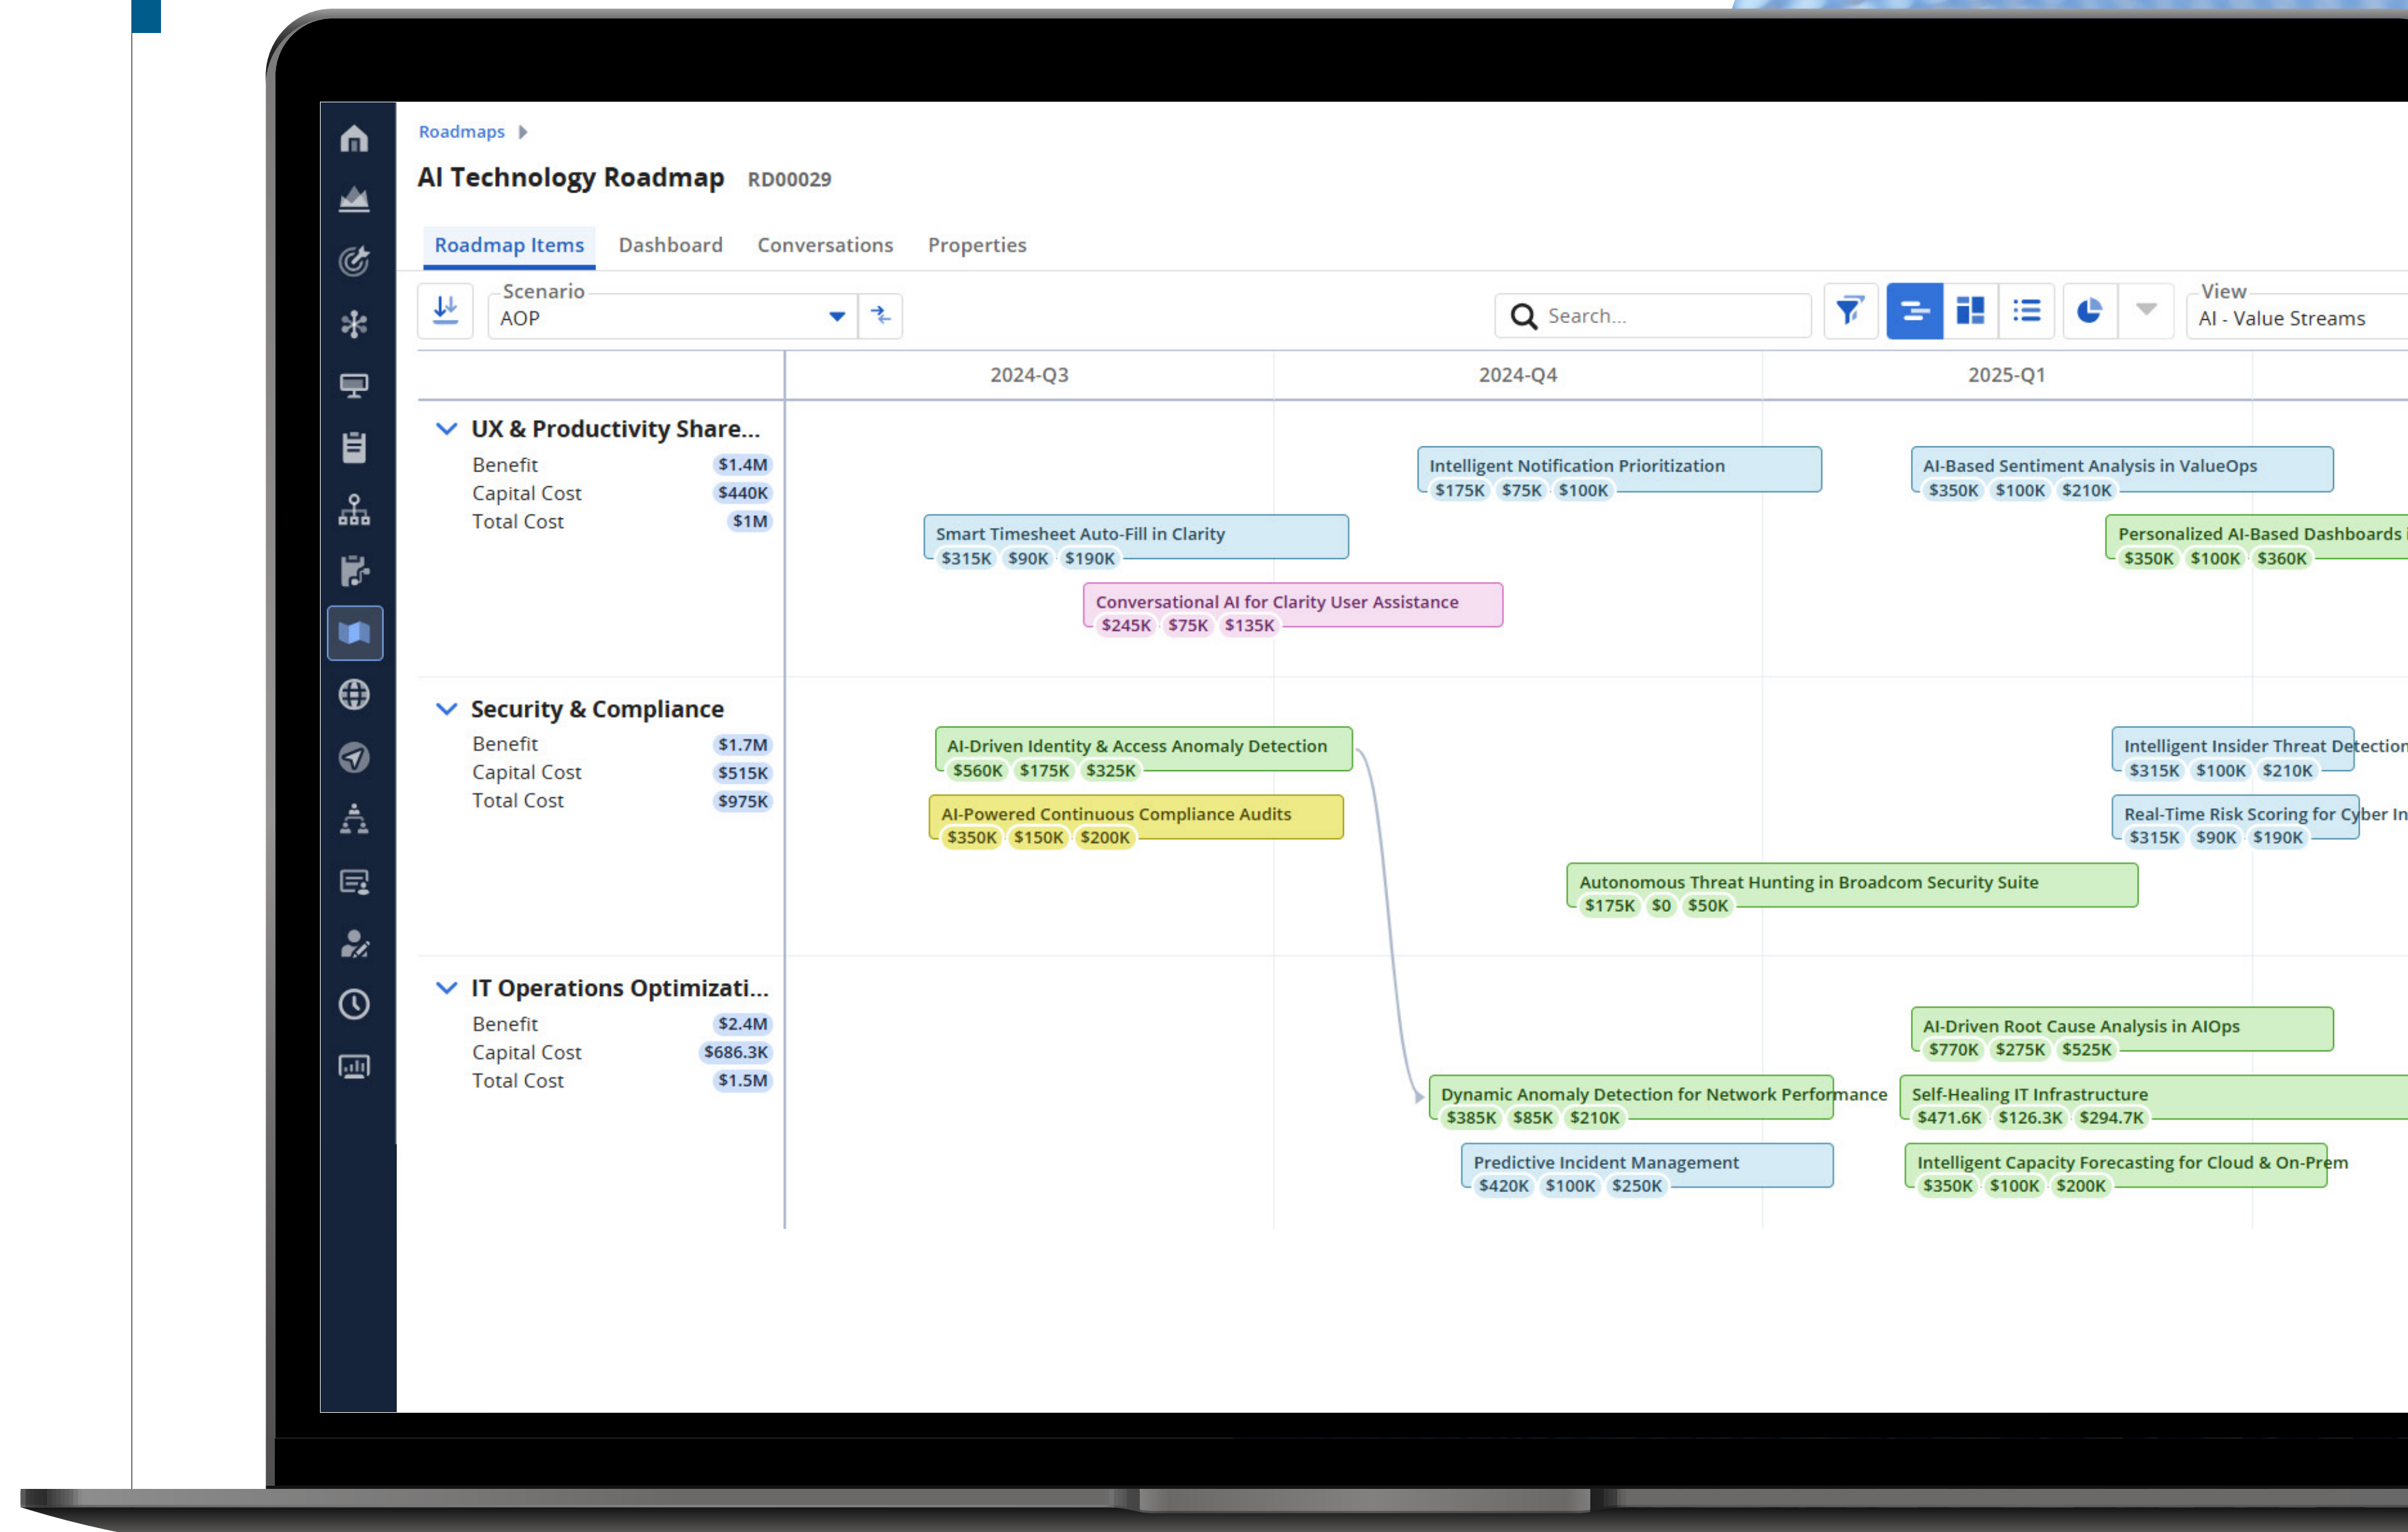 Roadmaps
AI Technology Roadmap RD00029
Roadmap Items Dashboard Conversations Properties
Scenario
AOP
Search...
View
AI - Value Streams
2024-Q3 2024-Q4 2025-Q1
UX & Productivity Share...
Benefit $1.4M
Capital Cost $440K
Total Cost $1M
Intelligent Notification Prioritization
$175K $75K $100K
AI-Based Sentiment Analysis in ValueOps
$350K $100K $210K
Smart Timesheet Auto-Fill in Clarity
$315K $90K $190K
Personalized AI-Based Dashboards i
$350K $100K $360K
Conversational AI for Clarity User Assistance
$245K $75K $135K
Security & Compliance
Benefit $1.7M
Capital Cost $515K
Total Cost $975K
AI-Driven Identity & Access Anomaly Detection
$560K $175K $325K
Intelligent Insider Threat Detection
$315K $100K $210K
AI-Powered Continuous Compliance Audits
$350K $150K $200K
Real-Time Risk Scoring for Cyber In
$315K $90K $190K
Autonomous Threat Hunting in Broadcom Security Suite
$175K $0 $50K
IT Operations Optimizati...
Benefit $2.4M
Capital Cost $686.3K
Total Cost $1.5M
AI-Driven Root Cause Analysis in AIOps
$770K $275K $525K
Dynamic Anomaly Detection for Network Performance
$385K $85K $210K
Self-Healing IT Infrastructure
$471.6K $126.3K $294.7K
Predictive Incident Management
$420K $100K $250K
Intelligent Capacity Forecasting for Cloud & On-Prem
$350K $100K $200K